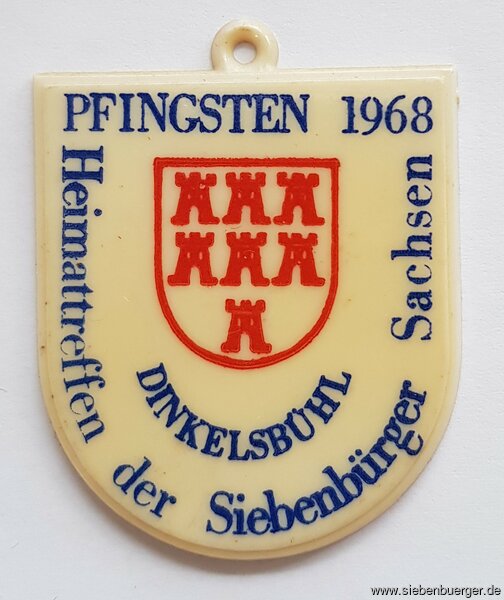 PFINGSTEN 1968
Heimattreffen der Siebenbürger Sachsen
DINKELSBÜHL
www.siebenbuerger.de